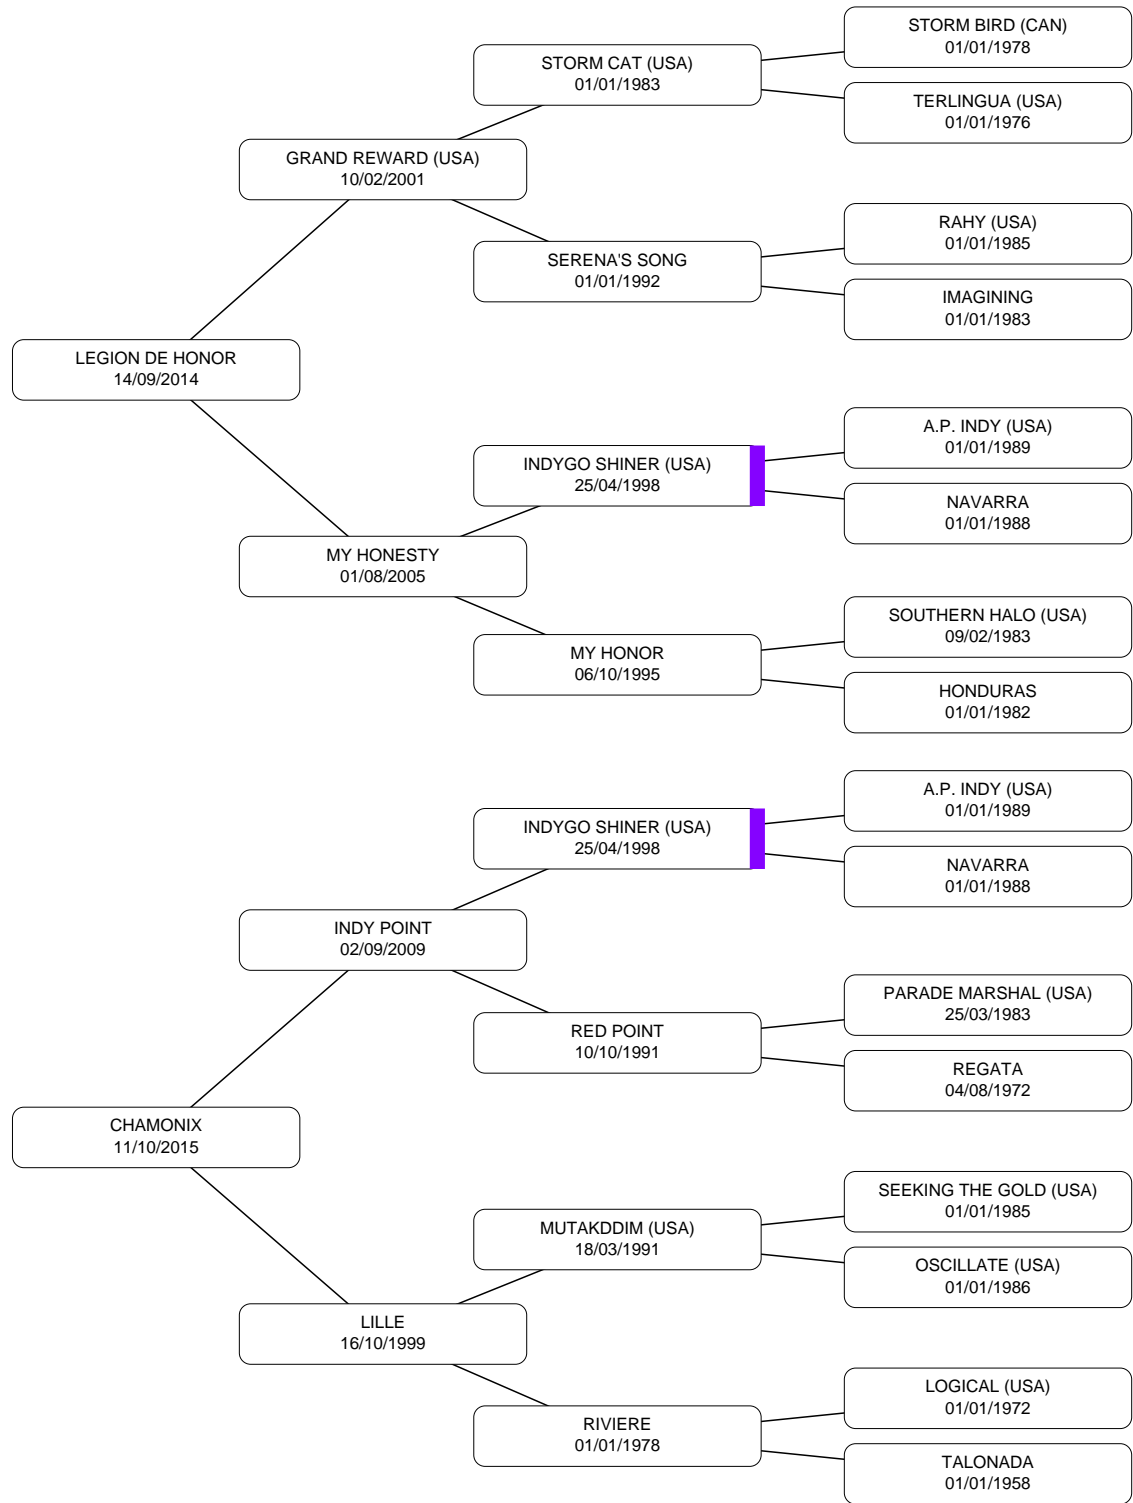 STORM BIRD (CAN)
01/01/1978
STORM CAT (USA)
01/01/1983
TERLINGUA (USA)
01/01/1976
GRAND REWARD (USA)
10/02/2001
RAHY (USA)
01/01/1985
SERENA'S SONG
01/01/1992
IMAGINING
01/01/1983
LEGION DE HONOR
14/09/2014
A.P. INDY (USA)
01/01/1989
INDYGO SHINER (USA)
25/04/1998
NAVARRA
01/01/1988
MY HONESTY
01/08/2005
SOUTHERN HALO (USA)
09/02/1983
MY HONOR
06/10/1995
HONDURAS
01/01/1982
A.P. INDY (USA)
01/01/1989
INDYGO SHINER (USA)
25/04/1998
NAVARRA
01/01/1988
INDY POINT
02/09/2009
PARADE MARSHAL (USA)
25/03/1983
RED POINT
10/10/1991
REGATA
04/08/1972
CHAMONIX
11/10/2015
SEEKING THE GOLD (USA)
01/01/1985
MUTAKDDIM (USA)
18/03/1991
OSCILLATE (USA)
01/01/1986
LILLE
16/10/1999
LOGICAL (USA)
01/01/1972
RIVIERE
01/01/1978
TALONADA
01/01/1958